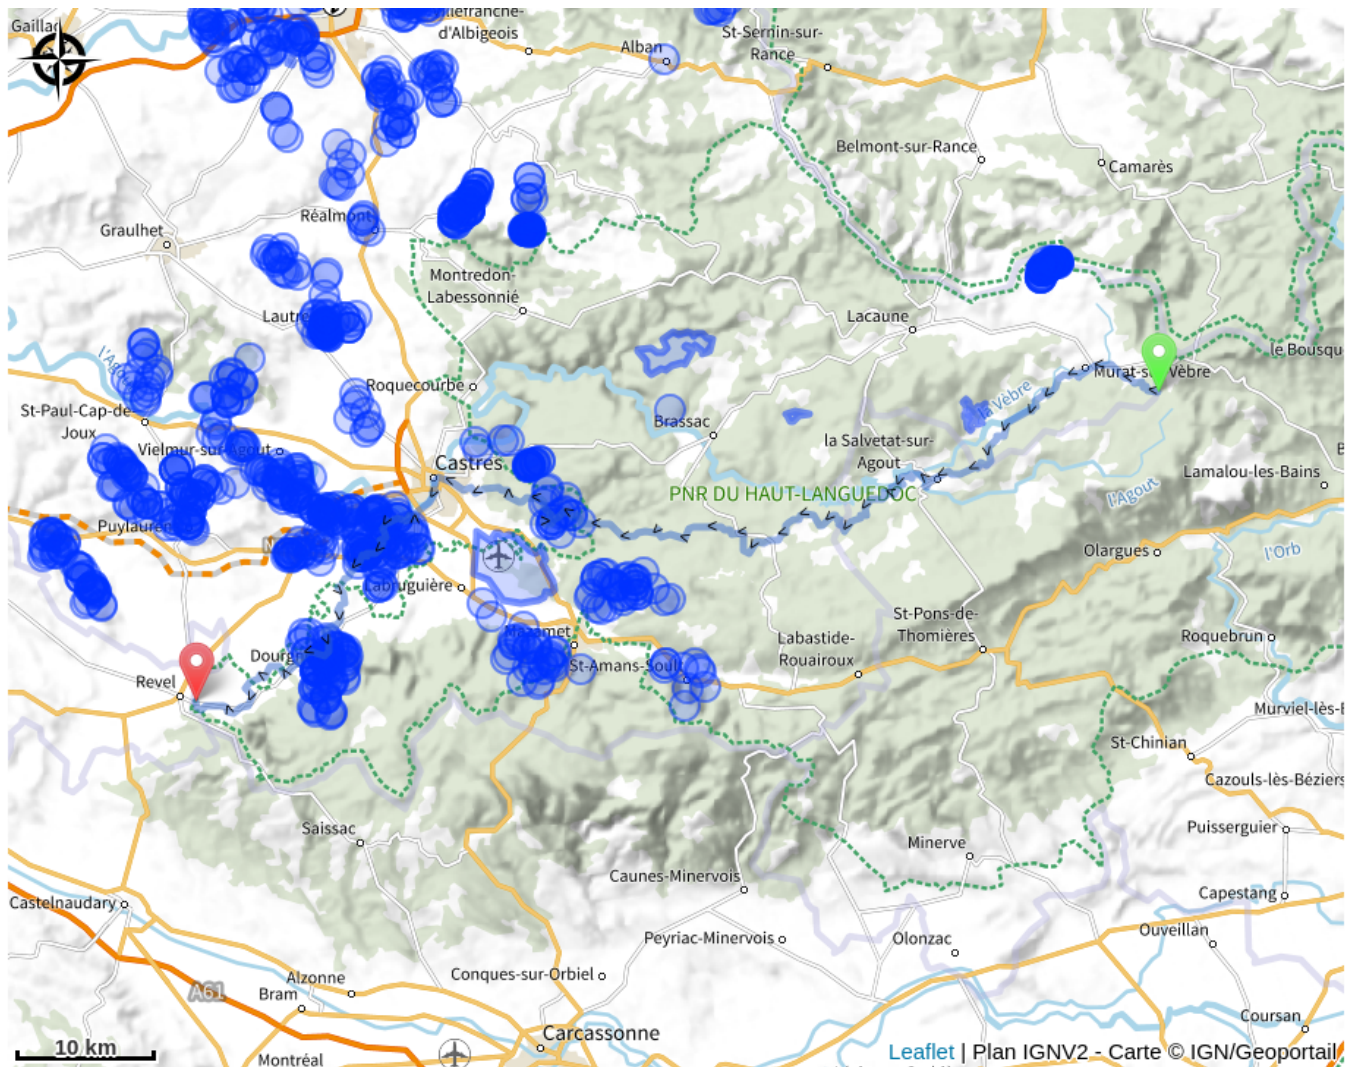 Gaillac
llefranche-
d'Albigeois
Alban
St-Sernin-sur-
Rance
Belmont-sur-Rance
Camarès
Graulhet
Réalmont
Montredon-
Labessonnié
Lautre
Lacaune
le Bousqu
Murat-sur-Vèbre
l'Agout
Roquecourbe
la Vèbre
St-Paul-Cap-de-
Joux
Brassac
la Salvetat-sur-
Agout
Vielmur-sur-Agout
Castres
Lamalou-les-Bains
PNR DU HAUT-LANGUEDOC
l'Agout
Puylaurens
N
Olargues
l'Orb
Labruguière
St-Pons-de-
Thomières
Mazamet
Labastide-
Rouairoux
Roquebrun
Dourgn
St-Amans-Soult
Revel
Murviel-lès-B
St-Chinian
Cazouls-lès-Béziers
Saissac
Puisserguier
Minerve
Caunes-Minervois
Capestang
Castelnaudary
Peyriac-Minervois
Olonzac
Ouveillan
Conques-sur-Orbiel
Alzonne
A61
Bram
Coursan
Carcassonne
10 km
Montréal
Leaflet | Plan IGNV2 - Carte © IGN/Geoportail